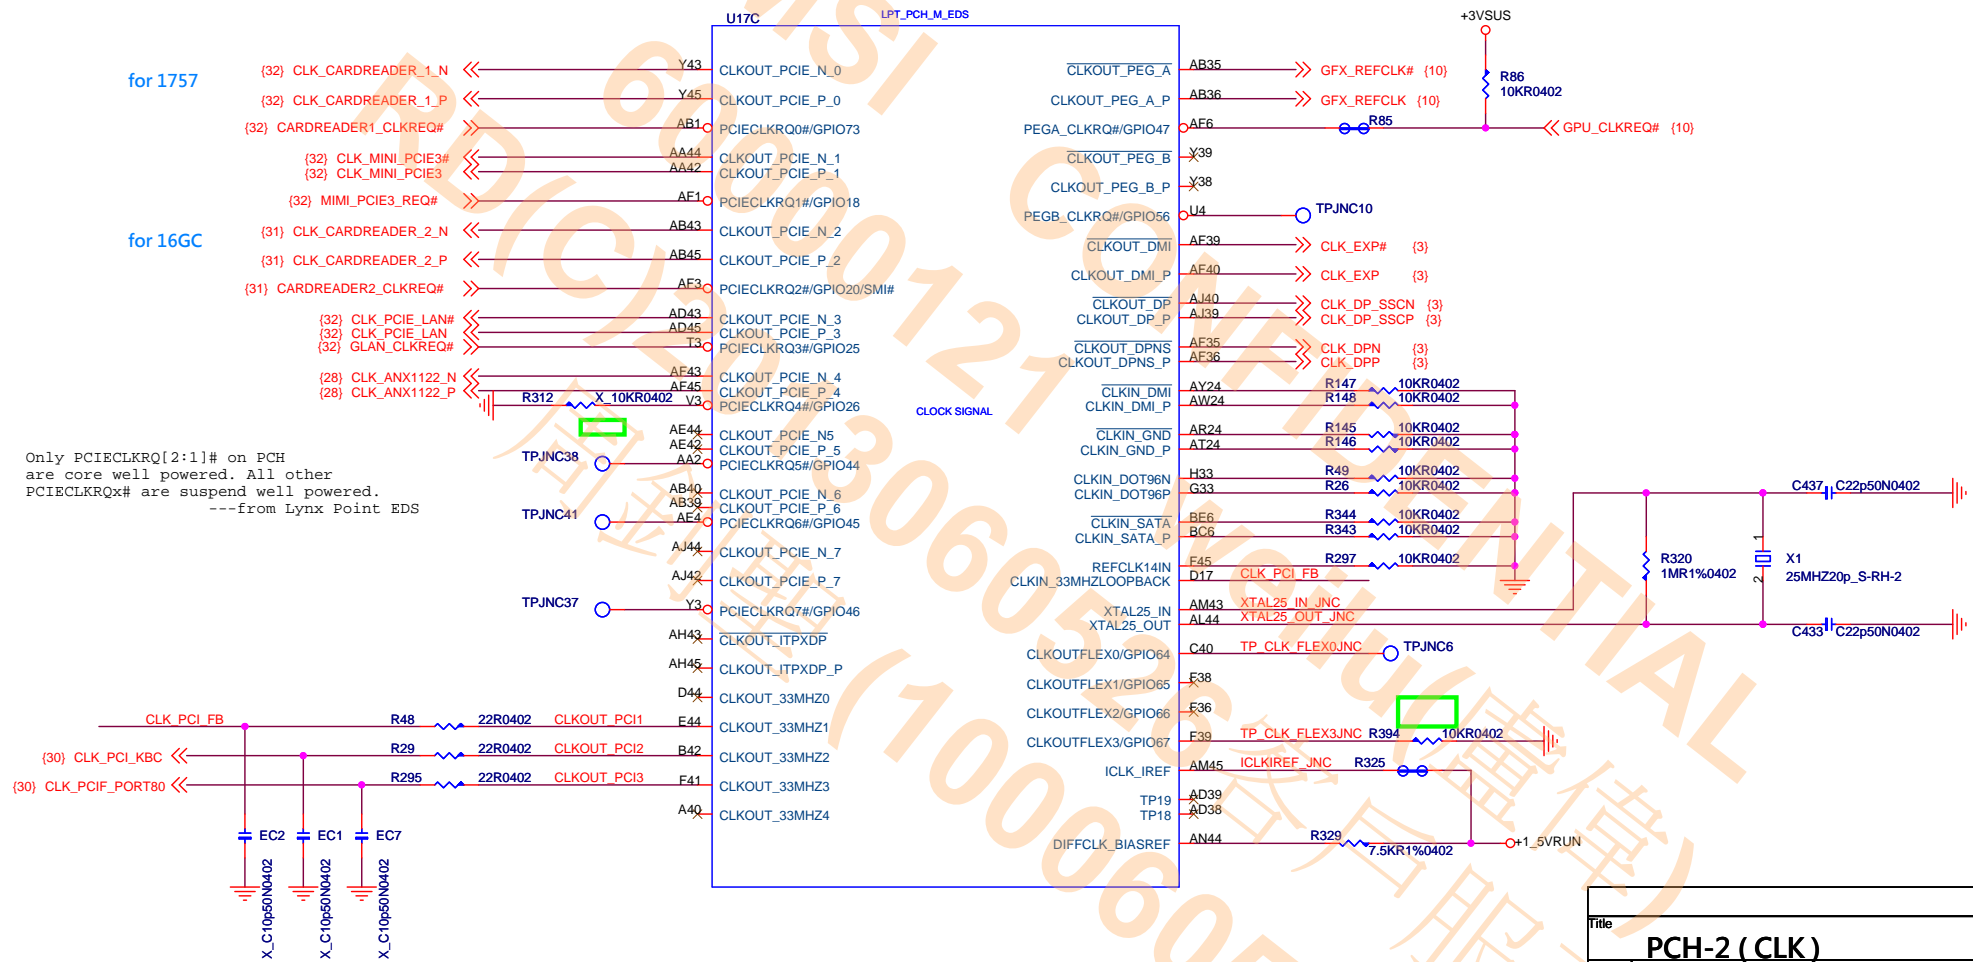 U17C
LPT_PCH_M_EDS
+3VSUS
for 1757
{32} CLK_CARDREADER_1_N
Y43
CLKOUT_PCIE_N_0
{32} CLK_CARDREADER_1_P
Y45
CLKOUT_PCIE_P_0
{32} CARDREADER1_CLKREQ#
AB1
PCIECLKRQ0#/GPIO73
{32} CLK_MINI_PCIE3#
AA44
CLKOUT_PCIE_N_1
{32} CLK_MINI_PCIE3
AA42
CLKOUT_PCIE_P_1
{32} MIMI_PCIE3_REQ#
AF1
PCIECLKRQ1#/GPIO18
for 16GC
{31} CLK_CARDREADER_2_N
AB43
CLKOUT_PCIE_N_2
{31} CLK_CARDREADER_2_P
AB45
CLKOUT_PCIE_P_2
{31} CARDREADER2_CLKREQ#
AF3
PCIECLKRQ2#/GPIO20/SMI#
{32} CLK_PCIE_LAN#
AD43
CLKOUT_PCIE_N_3
{32} CLK_PCIE_LAN
AD45
CLKOUT_PCIE_P_3
{32} GLAN_CLKREQ#
T3
PCIECLKRQ3#/GPIO25
{28} CLK_ANX1122_N
AF43
CLKOUT_PCIE_N_4
{28} CLK_ANX1122_P
AF45
CLKOUT_PCIE_P_4
R312 X_10KR0402
V3
PCIECLKRQ4#/GPIO26
AE44
CLKOUT_PCIE_N5
AE42
CLKOUT_PCIE_P_5
TPJNC38
AA2
PCIECLKRQ5#/GPIO44
Only PCIECLKRQ[2:1]# on PCH
are core well powered. All other
PCIECLKRQx# are suspend well powered.
---from Lynx Point EDS
AB40
CLKOUT_PCIE_N_6
AB39
CLKOUT_PCIE_P_6
TPJNC41
AE4
PCIECLKRQ6#/GPIO45
AJ44
CLKOUT_PCIE_N_7
AJ42
CLKOUT_PCIE_P_7
TPJNC37
Y3
PCIECLKRQ7#/GPIO46
AH43
CLKOUT_ITPXDP
AH45
CLKOUT_ITPXDP_P
D44
CLKOUT_33MHZ0
CLK_PCI_FB
R48 22R0402 CLKOUT_PCI1
E44
CLKOUT_33MHZ1
{30} CLK_PCI_KBC
R29 22R0402 CLKOUT_PCI2
B42
CLKOUT_33MHZ2
{30} CLK_PCIF_PORT80
R295 22R0402 CLKOUT_PCI3
F41
CLKOUT_33MHZ3
A40
CLKOUT_33MHZ4
EC2
X_C10p50N0402
EC1
X_C10p50N0402
EC7
X_C10p50N0402
CLOCK SIGNAL
CLKOUT_PEG_A
AB35
GFX_REFCLK# {10}
CLKOUT_PEG_A_P
AB36
GFX_REFCLK {10}
R86
10KR0402
PEGA_CLKRQ#/GPIO47
AF6
R85
GPU_CLKREQ# {10}
CLKOUT_PEG_B
Y39
CLKOUT_PEG_B_P
Y38
PEGB_CLKRQ#/GPIO56
U4
TPJNC10
CLKOUT_DMI
AF39
CLK_EXP# {3}
CLKOUT_DMI_P
AF40
CLK_EXP {3}
CLKOUT_DP
AJ40
CLK_DP_SSCN {3}
CLKOUT_DP_P
AJ39
CLK_DP_SSCP {3}
CLKOUT_DPNS
AF35
CLK_DPN {3}
CLKOUT_DPNS_P
AF36
CLK_DPP {3}
CLKIN_DMI
AY24
R147 10KR0402
CLKIN_DMI_P
AW24
R148 10KR0402
CLKIN_GND
AR24
R145 10KR0402
CLKIN_GND_P
AT24
R146 10KR0402
CLKIN_DOT96N
H33
R49 10KR0402
CLKIN_DOT96P
G33
R26 10KR0402
CLKIN_SATA
BE6
R344 10KR0402
CLKIN_SATA_P
BC6
R343 10KR0402
REFCLK14IN
F45
R297 10KR0402
CLKIN_33MHZLOOPBACK
D17
CLK_PCI_FB
XTAL25_IN
AM43
XTAL25_IN_JNC
XTAL25_OUT
AL44
XTAL25_OUT_JNC
C437 C22p50N0402
R320
1MR1%0402
1
2
X1
25MHZ20p_S-RH-2
C433 C22p50N0402
CLKOUTFLEX0/GPIO64
C40
TP_CLK_FLEX0JNC
TPJNC6
CLKOUTFLEX1/GPIO65
F38
CLKOUTFLEX2/GPIO66
F36
CLKOUTFLEX3/GPIO67
F39
TP_CLK_FLEX3JNC R394 10KR0402
ICLK_IREF
AM45
ICLKIREF_JNC R325
TP19
AD39
TP18
AD38
DIFFCLK_BIASREF
AN44
R329
7.5KR1%0402
+1_5VRUN
Title
PCH-2 ( CLK )
MSI CONFIDENTIAL